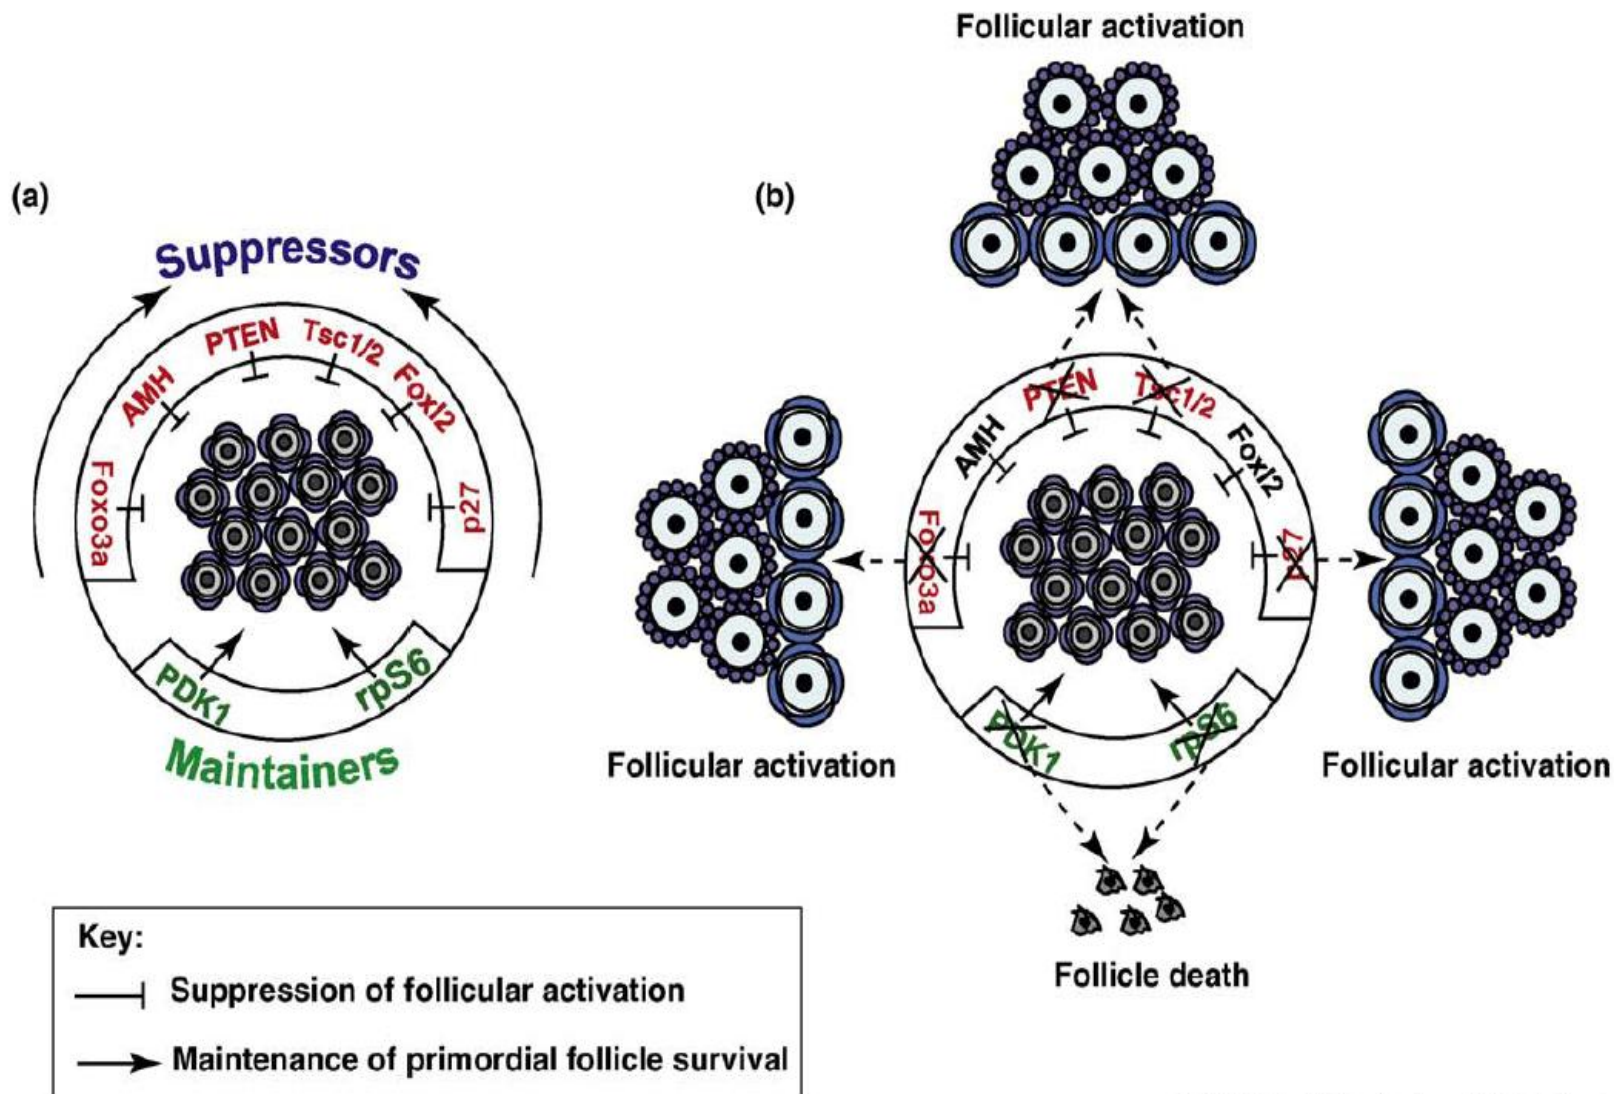 Follicular activation
(a)
(b)
Suppressors
PTEN
Tsc1/2
AMH
Foxl2
Foxo3a
p27
PDK1
rpS6
Maintainers
PTEN
Tsc1/2
AMH
Foxl2
Foxo3a
p27
PDK1
rpS6
Follicular activation
Follicular activation
Follicle death
Key:
Suppression of follicular activation
Maintenance of primordial follicle survival